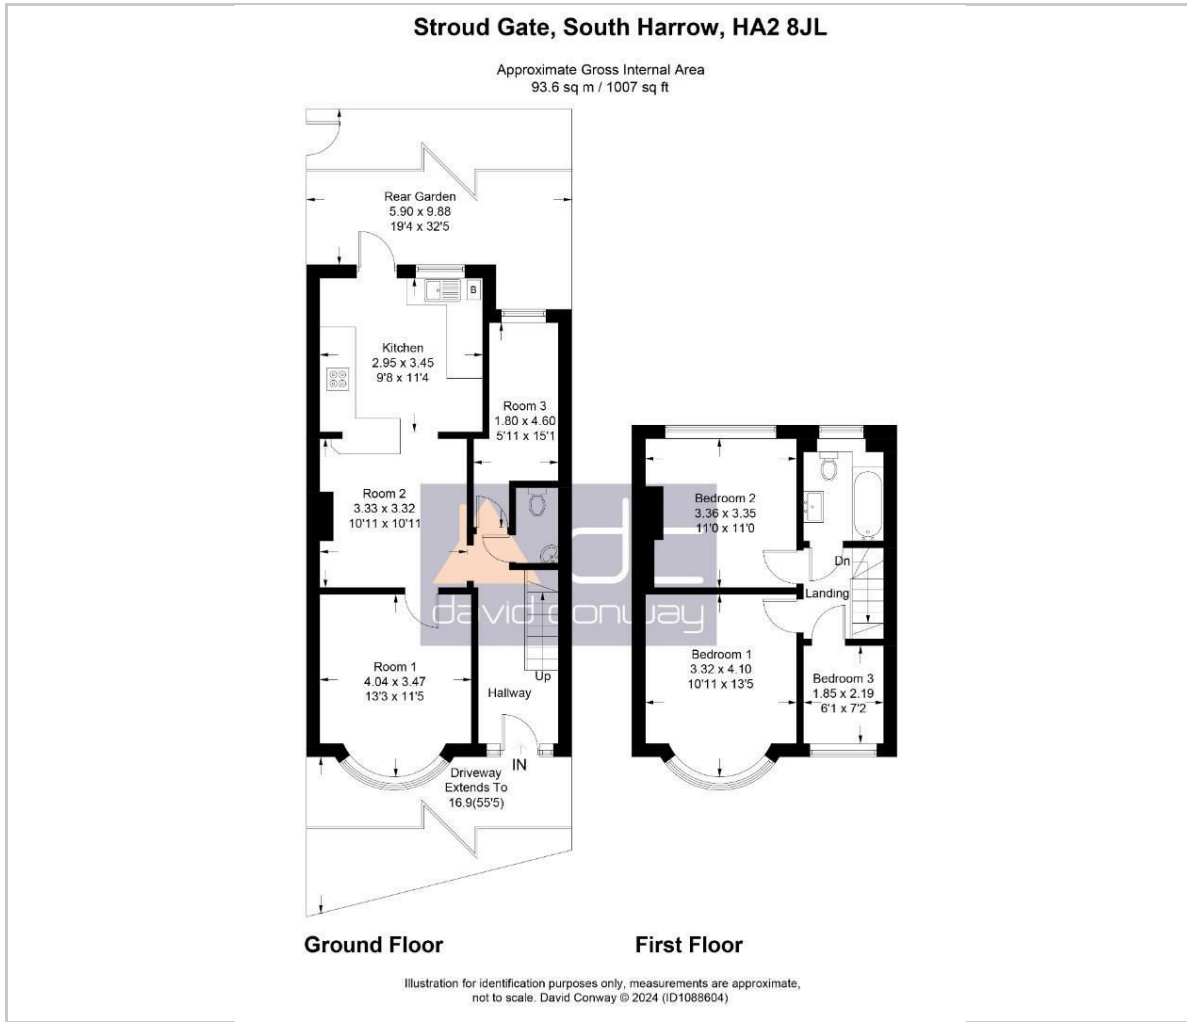 Stroud Gate, South Harrow, HA2 8JL
Approximate Gross Internal Area
93.6 sq m / 1007 sq ft
Rear Garden
5.90 x 9.88
19'4 x 32'5
B
Kitchen
2.95 x 3.45
9'8 x 11'4
Room 3
1.80 x 4.60
5'11 x 15'1
Room 2
3.33 x 3.32
10'11 x 10'11
Bedroom 2
3.36 x 3.35
11'0 x 11'0
dc
david conway
Dn
Landing
Room 1
4.04 x 3.47
13'3 x 11'5
Up
Hallway
Bedroom 1
3.32 x 4.10
10'11 x 13'5
Bedroom 3
1.85 x 2.19
6'1 x 7'2
IN
Driveway
Extends To
16.9(55'5)
Ground Floor
First Floor
Illustration for identification purposes only, measurements are approximate,
not to scale. David Conway © 2024 (ID1088604)